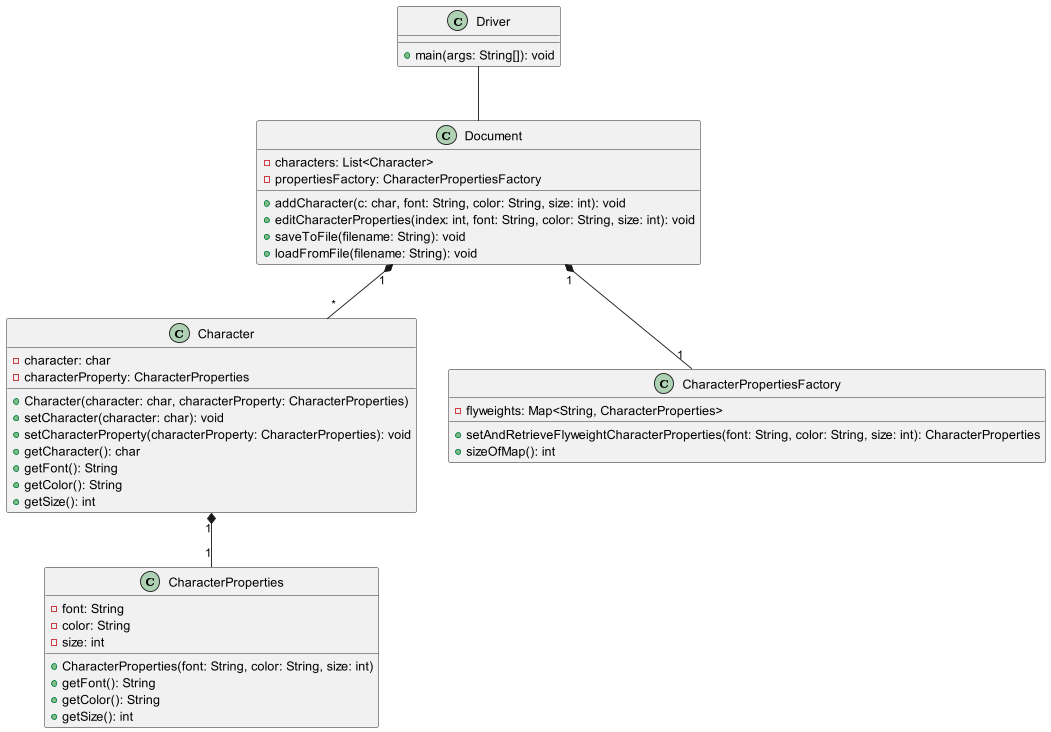 C Driver
main(args: String[]): void
C Document
characters: List<Character>
propertiesFactory: CharacterPropertiesFactory
addCharacter(c: char, font: String, color: String, size: int): void
editCharacterProperties(index: int, font: String, color: String, size: int): void
saveToFile(filename: String): void
loadFromFile(filename: String): void
1
1
*
C Character
character: char
characterProperty: CharacterProperties
Character(character: char, characterProperty: CharacterProperties)
setCharacter(character: char): void
setCharacterProperty(characterProperty: CharacterProperties): void
getCharacter(): char
getFont(): String
getColor(): String
getSize(): int
1
C CharacterPropertiesFactory
flyweights: Map<String, CharacterProperties>
setAndRetrieveFlyweightCharacterProperties(font: String, color: String, size: int): CharacterProperties
sizeOfMap(): int
1
1
C CharacterProperties
font: String
color: String
size: int
CharacterProperties(font: String, color: String, size: int)
getFont(): String
getColor(): String
getSize(): int